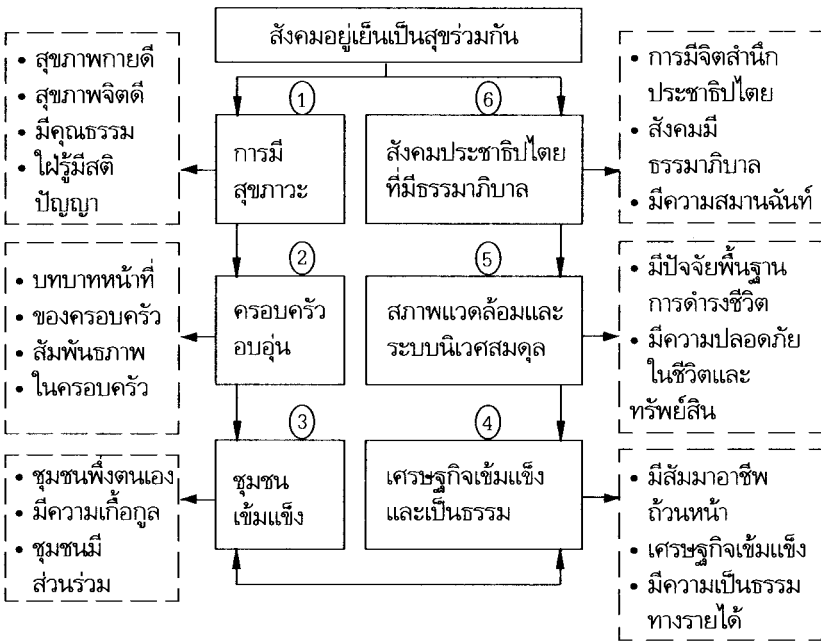 สังคมอยู่เย็นเป็นสุขร่วมกัน
• สุขภาพกายดี
• สุขภาพจิตดี
• มีคุณธรรม
• ใฝ่รู้มีสติ
ปัญญา
1
การมี
สุขภาวะ
6
สังคมประชาธิปไตย
ที่มีธรรมาภิบาล
• การมีจิตสำนึก
ประชาธิปไตย
• สังคมมี
ธรรมาภิบาล
• มีความสมานฉันท์
• บทบาทหน้าที่
• ของครอบครัว
• สัมพันธภาพ
• ในครอบครัว
2
ครอบครัว
อบอุ่น
5
สภาพแวดล้อมและ
ระบบนิเวศสมดุล
• มีปัจจัยพื้นฐาน
การดำรงชีวิต
• มีความปลอดภัย
ในชีวิตและ
ทรัพย์สิน
• ชุมชนพึ่งตนเอง
• มีความเกื้อกูล
• ชุมชนมี
ส่วนร่วม
3
ชุมชน
เข้มแข็ง
4
เศรษฐกิจเข้มแข็ง
และเป็นธรรม
• มีสัมมาอาชีพ
ถ้วนหน้า
• เศรษฐกิจเข้มแข็ง
• มีความเป็นธรรม
ทางรายได้